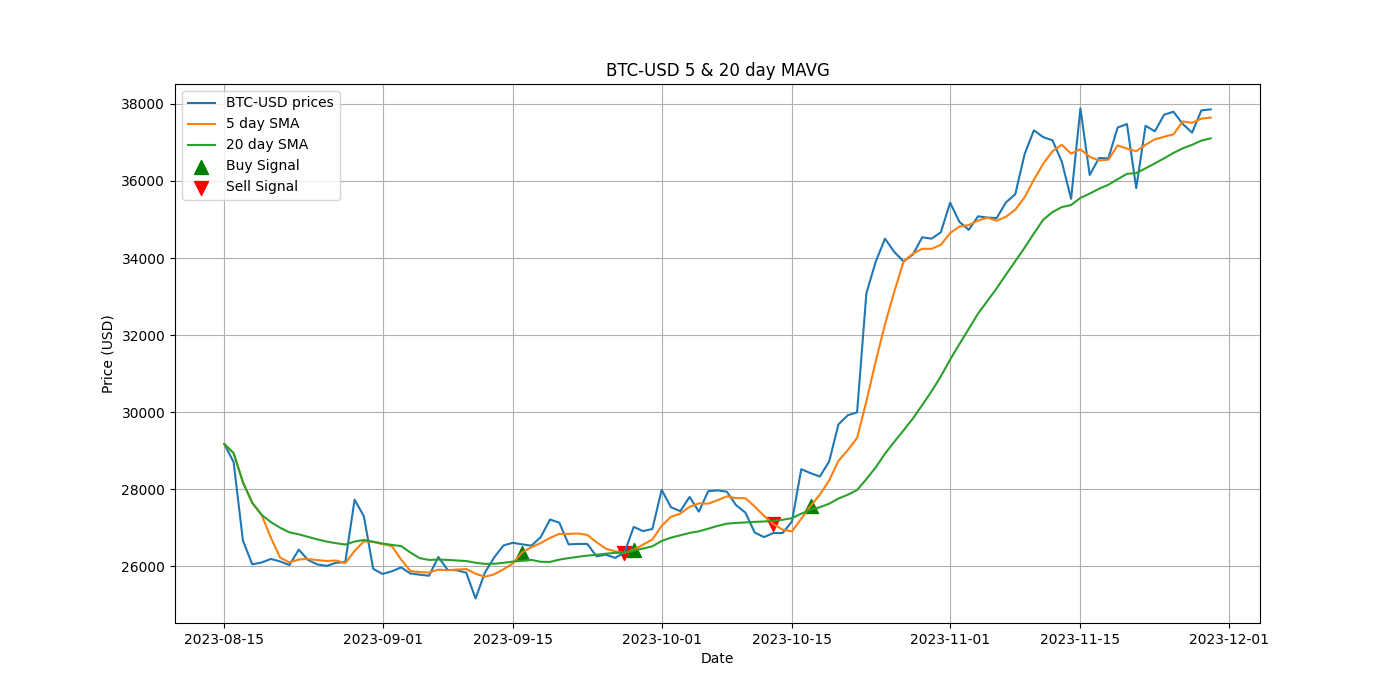 BTC-USD 5 & 20 day MAVG
BTC-USD prices
5 day SMA
20 day SMA
Buy Signal
Sell Signal
38000
36000
34000
32000
30000
28000
26000
Price (USD)
2023-08-15 2023-09-01 2023-09-15 2023-10-01 2023-10-15 2023-11-01 2023-11-15 2023-12-01
Date